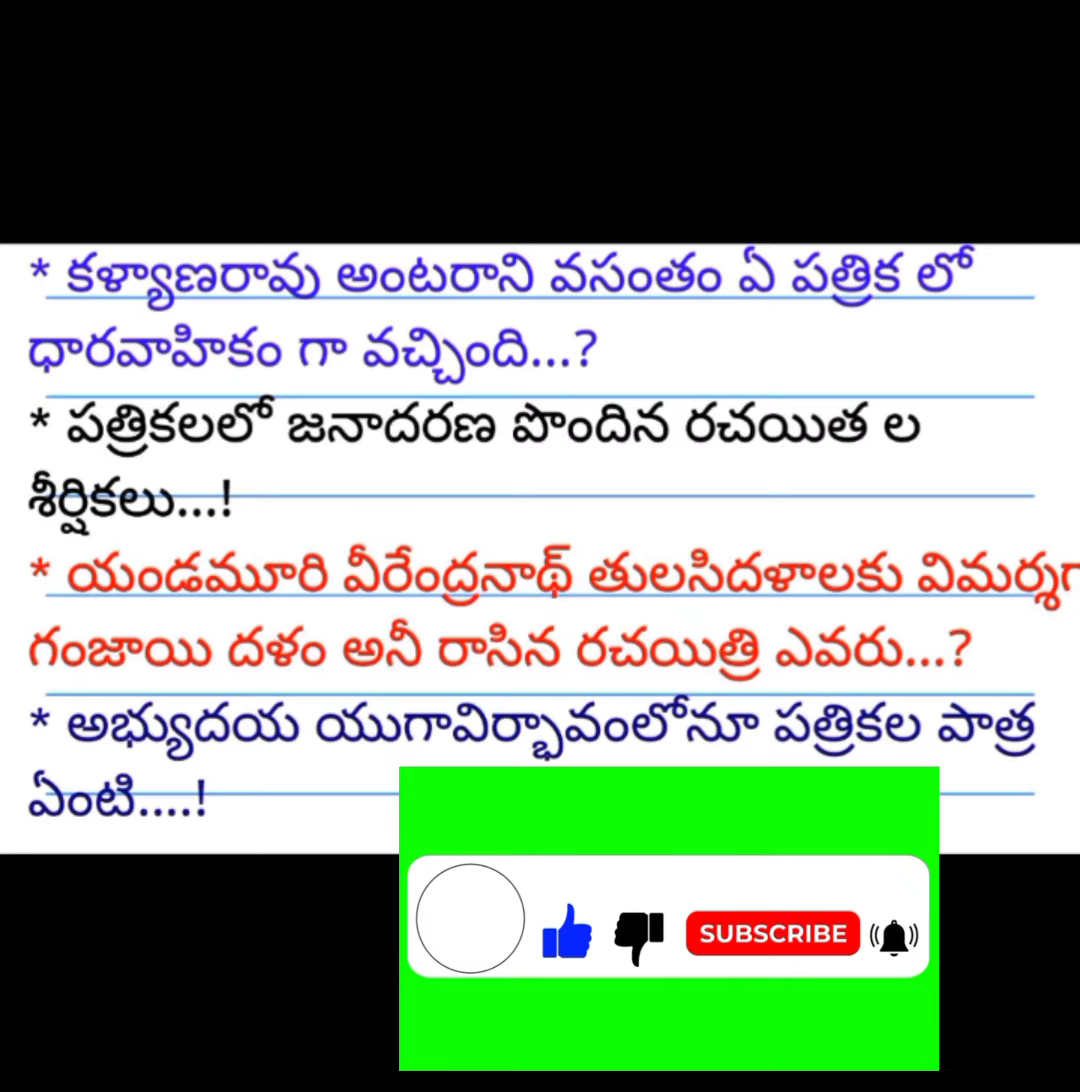 * కళ్యాణరావు అంటరాని వసంతం ఏ పత్రిక లో
ధారవాహికం గా వచ్చింది...?
* పత్రికలలో జనాదరణ పొందిన రచయిత ల
శీర్షికలు...!
* యండమూరి వీరేంద్రనాథ్ తులసిదళాలకు విమర్శగా
గంజాయి దళం అనీ రాసిన రచయిత్రి ఎవరు...?
* అభ్యుదయ యుగావిర్భావంలోనూ పత్రికల పాత్ర
ఏంటి....!
SUBSCRIBE